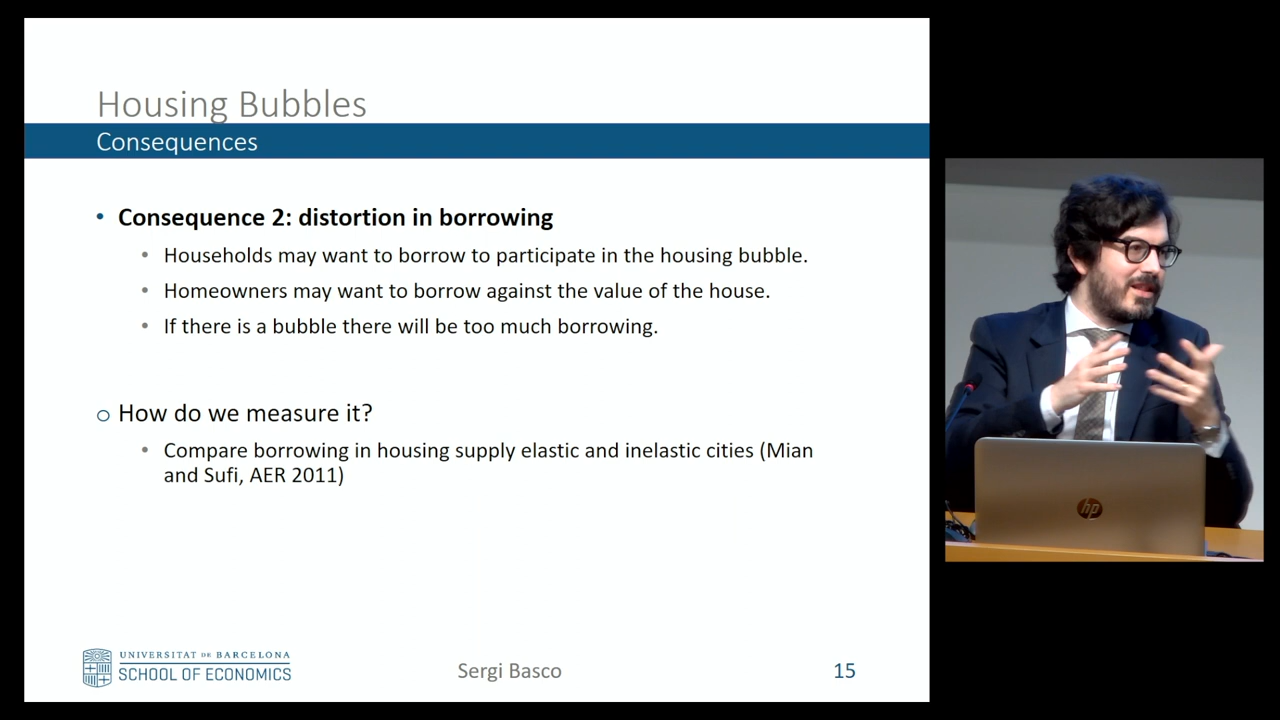 Housing Bubbles
Consequences
• Consequence 2: distortion in borrowing
• Households may want to borrow to participate in the housing bubble.
• Homeowners may want to borrow against the value of the house.
• If there is a bubble there will be too much borrowing.
o How do we measure it?
• Compare borrowing in housing supply elastic and inelastic cities (Mian
and Sufi, AER 2011)
UNIVERSITAT DE BARCELONA
SCHOOL OF ECONOMICS
Sergi Basco
15
hp